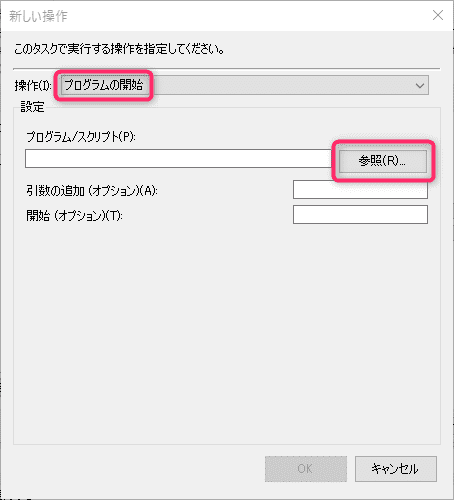 新しい操作
このタスクで実行する操作を指定してください。
操作(I): プログラムの開始
設定
プログラム/スクリプト(P):
参照(R)...
引数の追加 (オプション)(A):
開始 (オプション)(T):
OK キャンセル